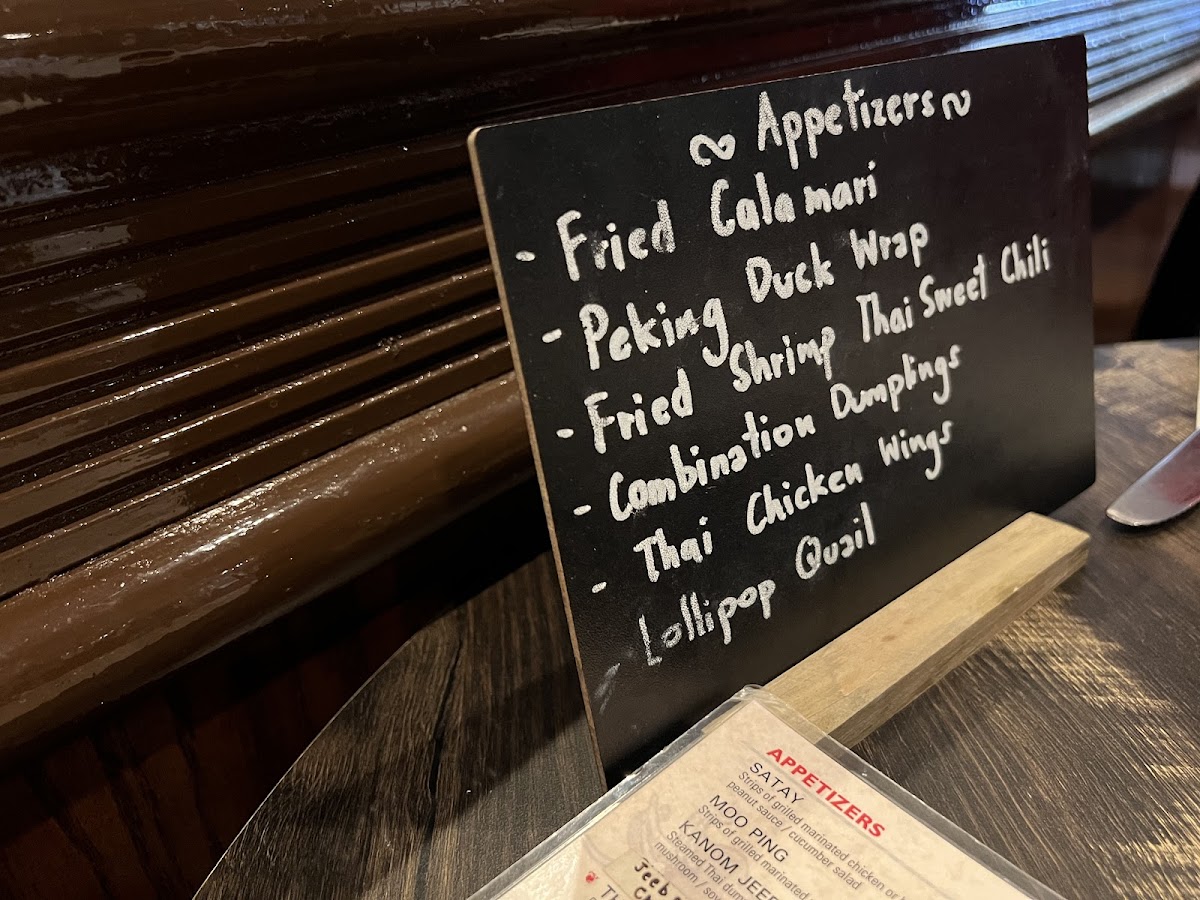 ~ Appetizers ~
- Fried Calamari
- Peking Duck Wrap
- Fried Shrimp Thai Sweet Chili
- Combination Dumplings
- Thai Chicken Wings
- Lollipop Quail
APPETIZERS
SATAY
Strips of grilled marinated chicken or
peanut sauce / cucumber salad
MOO PING
Strips of grilled marinated
KANOM JEEB
Steamed Thai
mushroom /
Jeeb